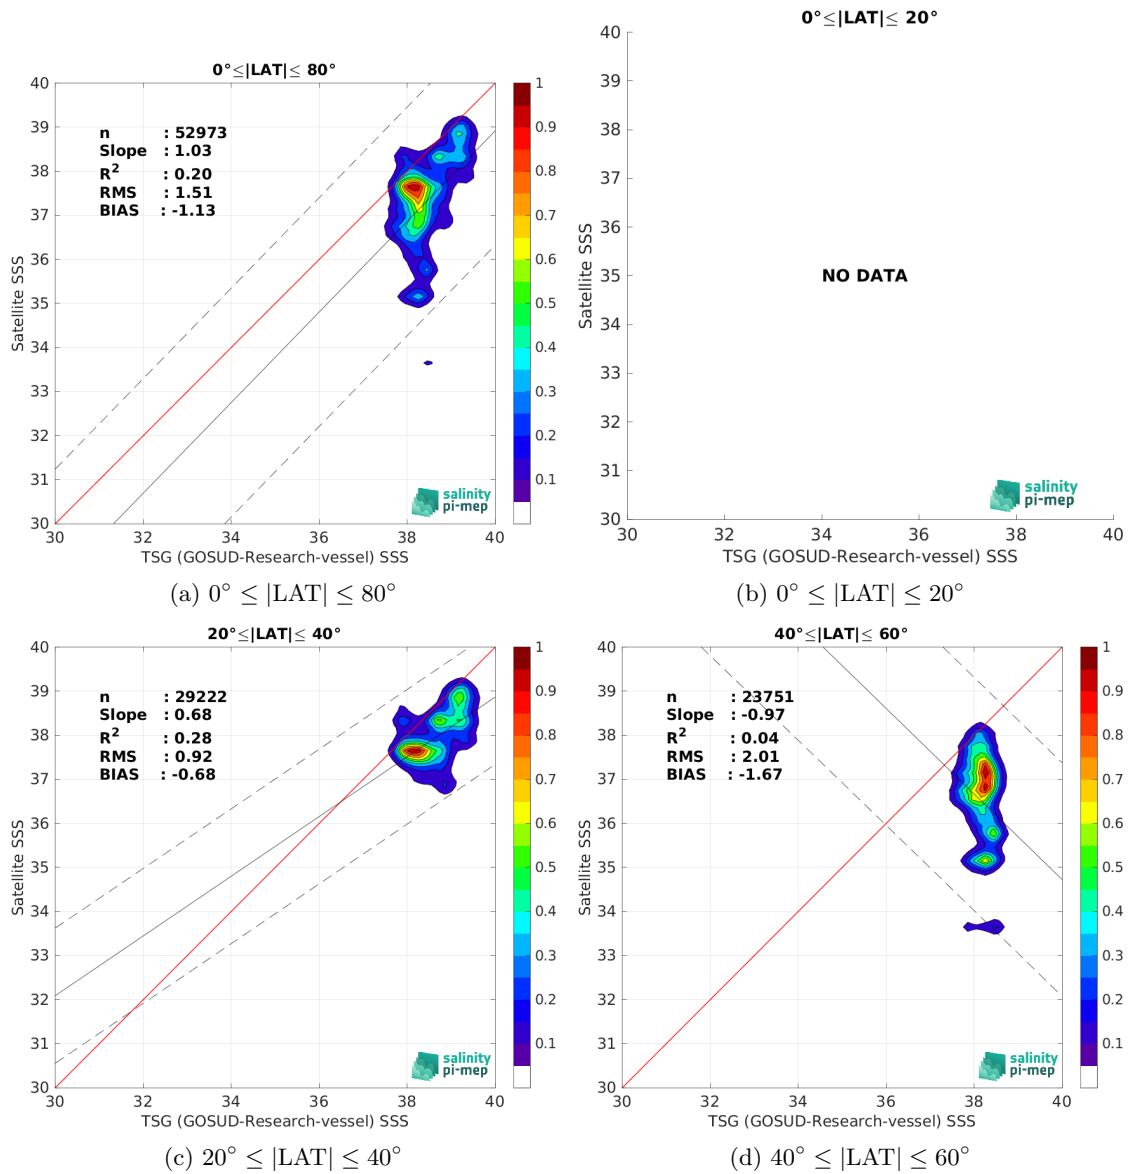 0°≤|LAT|≤ 80°
n : 52973
Slope : 1.03
R² : 0.20
RMS : 1.51
BIAS : -1.13
Satellite SSS
40
39
38
37
36
35
34
33
32
31
30
30 32 34 36 38 40
TSG (GOSUD-Research-vessel) SSS
1
0.9
0.8
0.7
0.6
0.5
0.4
0.3
0.2
0.1
salinity
pi-mep
(a) 0° ≤ |LAT| ≤ 80°
0°≤|LAT|≤ 20°
NO DATA
Satellite SSS
40
39
38
37
36
35
34
33
32
31
30
30 32 34 36 38 40
TSG (GOSUD-Research-vessel) SSS
salinity
pi-mep
(b) 0° ≤ |LAT| ≤ 20°
20°≤|LAT|≤ 40°
n : 29222
Slope : 0.68
R² : 0.28
RMS : 0.92
BIAS : -0.68
Satellite SSS
40
39
38
37
36
35
34
33
32
31
30
30 32 34 36 38 40
TSG (GOSUD-Research-vessel) SSS
1
0.9
0.8
0.7
0.6
0.5
0.4
0.3
0.2
0.1
salinity
pi-mep
(c) 20° ≤ |LAT| ≤ 40°
40°≤|LAT|≤ 60°
n : 23751
Slope : -0.97
R² : 0.04
RMS : 2.01
BIAS : -1.67
Satellite SSS
40
39
38
37
36
35
34
33
32
31
30
30 32 34 36 38 40
TSG (GOSUD-Research-vessel) SSS
1
0.9
0.8
0.7
0.6
0.5
0.4
0.3
0.2
0.1
salinity
pi-mep
(d) 40° ≤ |LAT| ≤ 60°